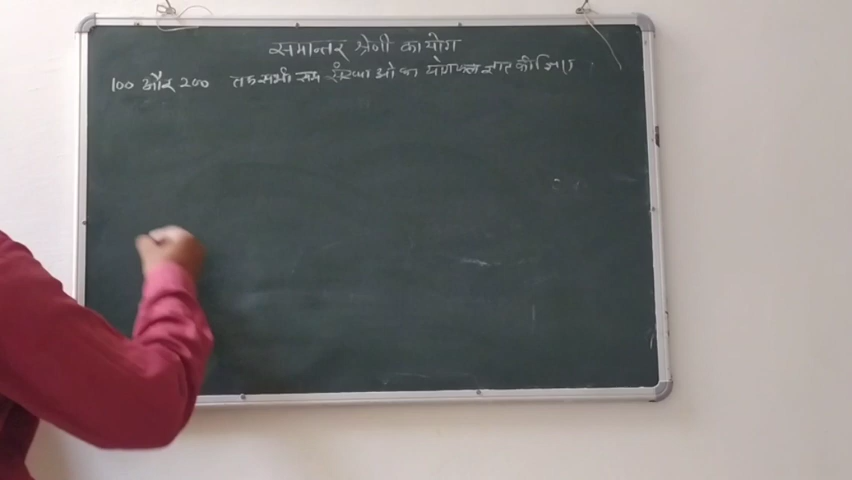 समान्तर श्रेणी का योग
100 और 200 तक सभी सम संख्या ओ का योगफल ज्ञात कीजिए